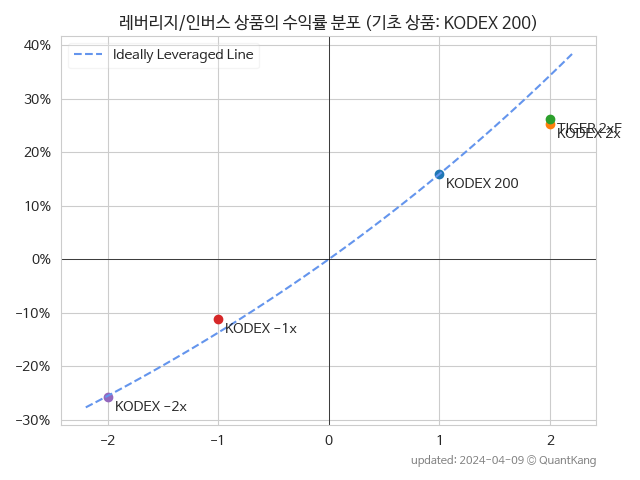 레버리지/인버스 상품의 수익률 분포 (기초 상품: KODEX 200)
40%
30%
20%
10%
0%
−10%
−20%
−30%
Ideally Leveraged Line
TIGER 2xF
KODEX 2x
KODEX 200
KODEX −1x
KODEX −2x
−2
−1
0
1
2
updated: 2024-04-09 © QuantKang